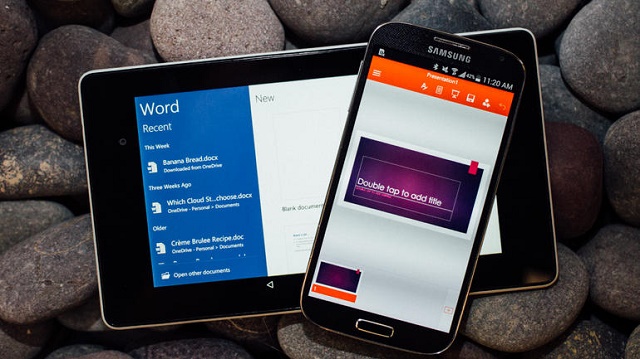 Word
Recent
This Week
Banana Bread.docx
Downloaded from OneDrive
Three Weeks Ago
Which Cloud St...choose.docx
OneDrive - Personal » Documents
Older
Crème Brulee Recipe.doc
OneDrive - Personal » Documents
Open other documents
New
Blank document
SAMSUNG
42% 11:20 AM
Presentation1
Double tap to add title